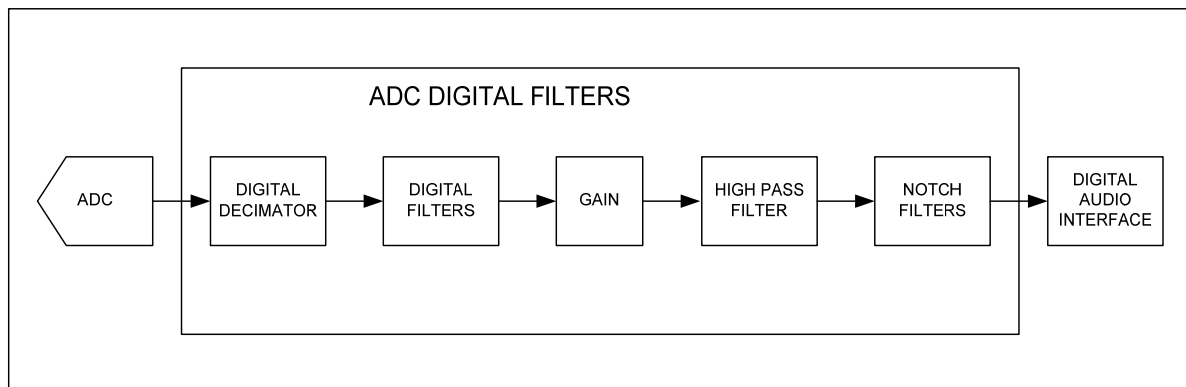 ADC DIGITAL FILTERS
ADC
DIGITAL
DECIMATOR
DIGITAL
FILTERS
GAIN
HIGH PASS
FILTER
NOTCH
FILTERS
DIGITAL
AUDIO
INTERFACE